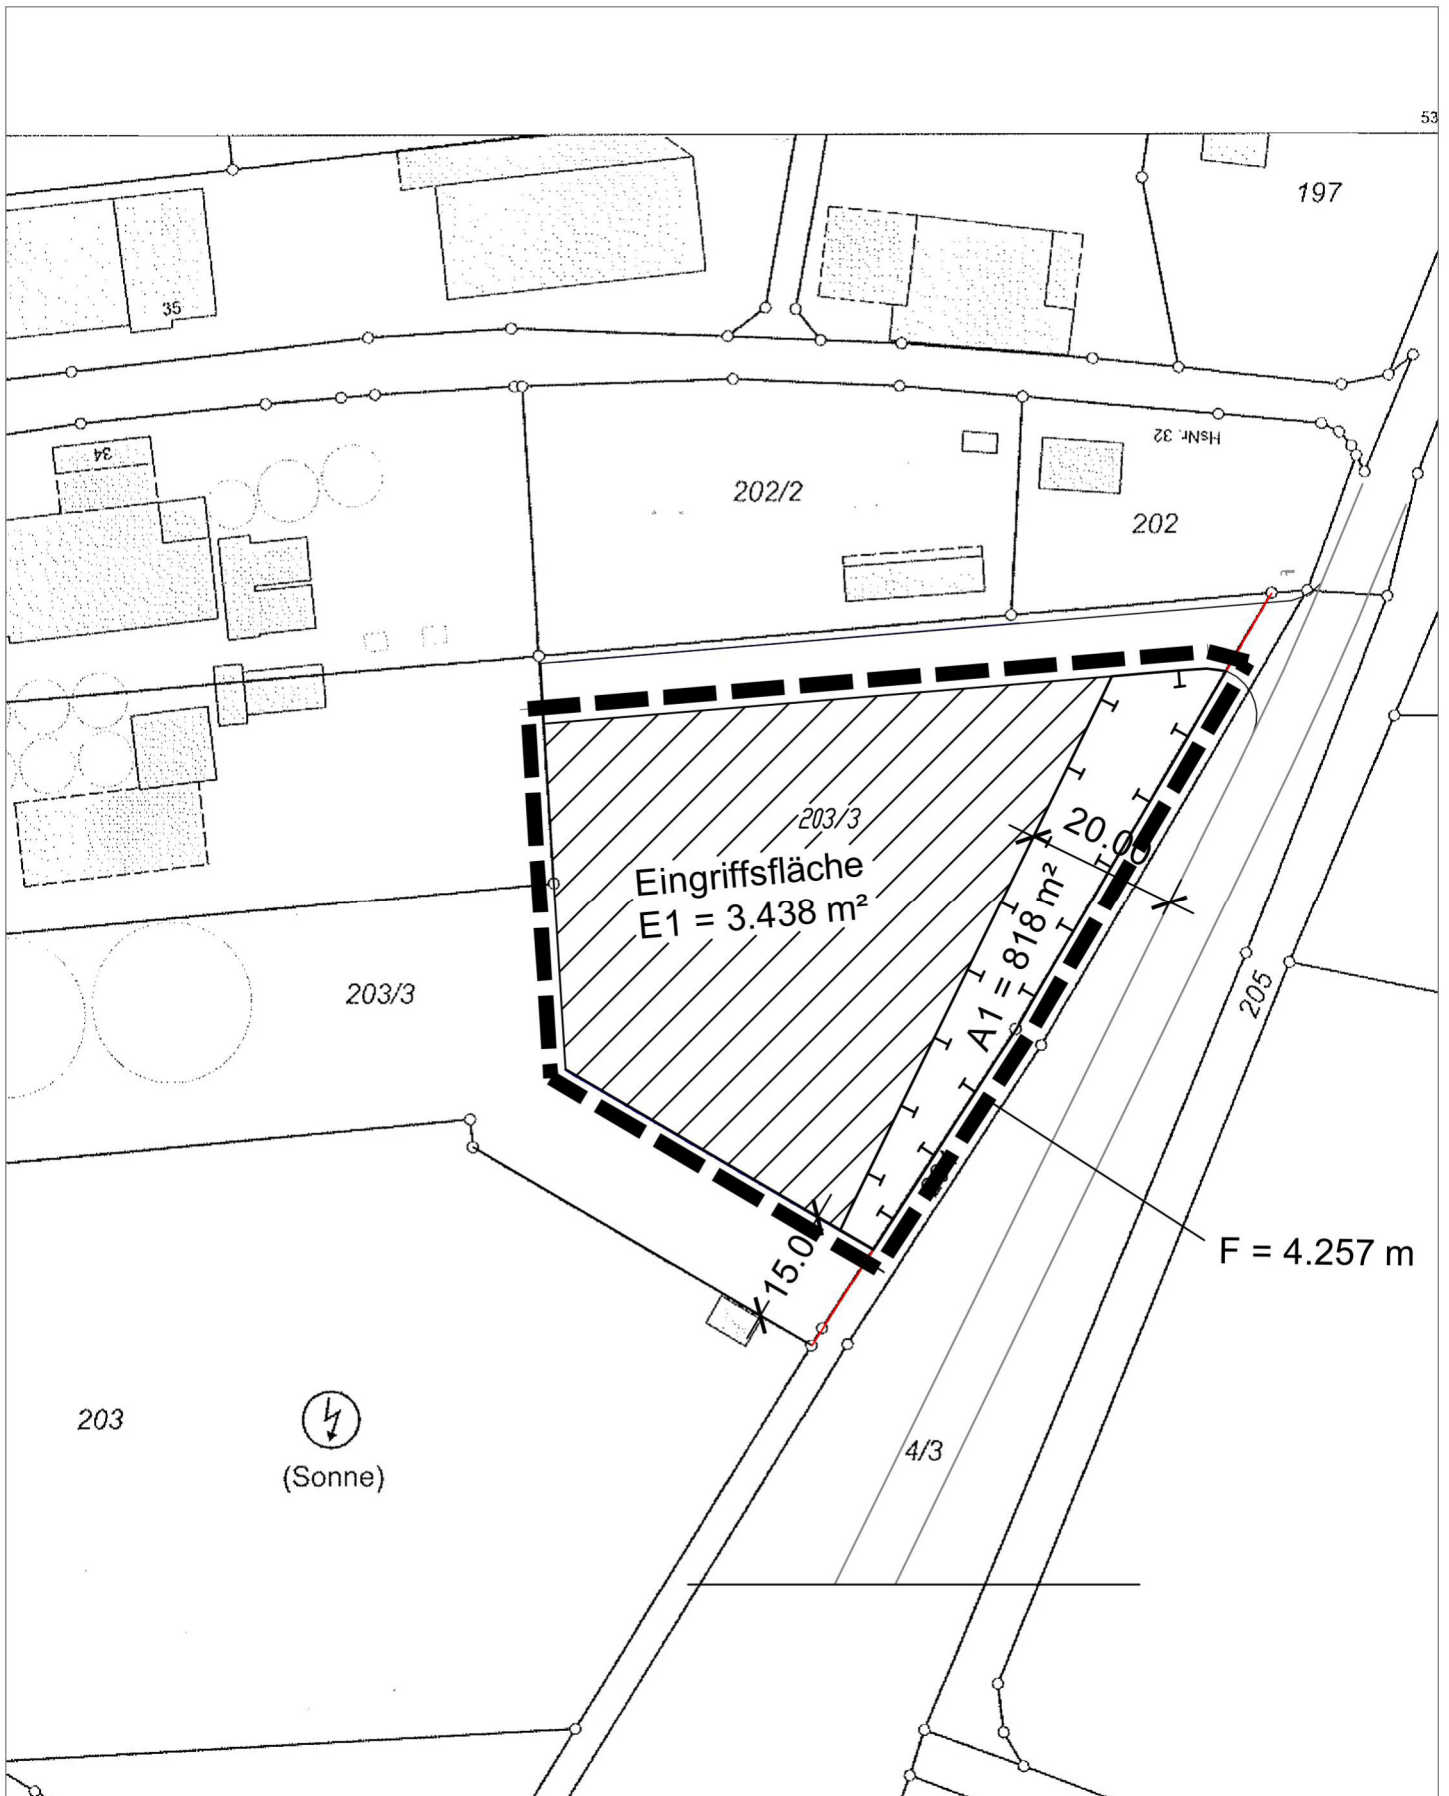 53
197
35
HsNr. 32
34
202/2
202
203/3
20.00
Eingriffsfläche
E1 = 3.438 m²
A1 = 818 m²
203/3
205
15.0
F = 4.257 m
203
(Sonne)
4/3